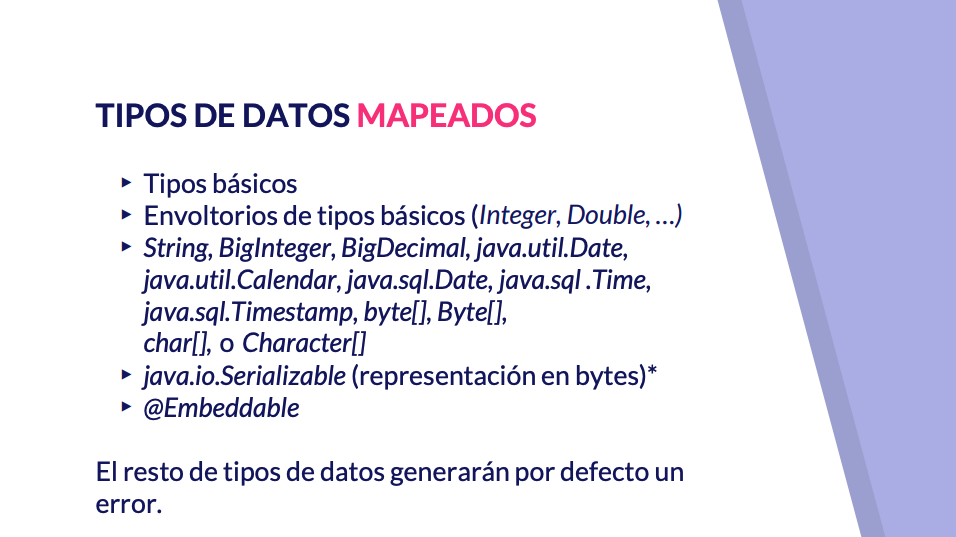 TIPOS DE DATOS MAPEADOS
▸ Tipos básicos
▸ Envoltorios de tipos básicos (Integer, Double, …)
▸ String, BigInteger, BigDecimal, java.util.Date,
java.util.Calendar, java.sql.Date, java.sql .Time,
java.sql.Timestamp, byte[], Byte[],
char[], o Character[]
▸ java.io.Serializable (representación en bytes)*
▸ @Embeddable
El resto de tipos de datos generarán por defecto un
error.